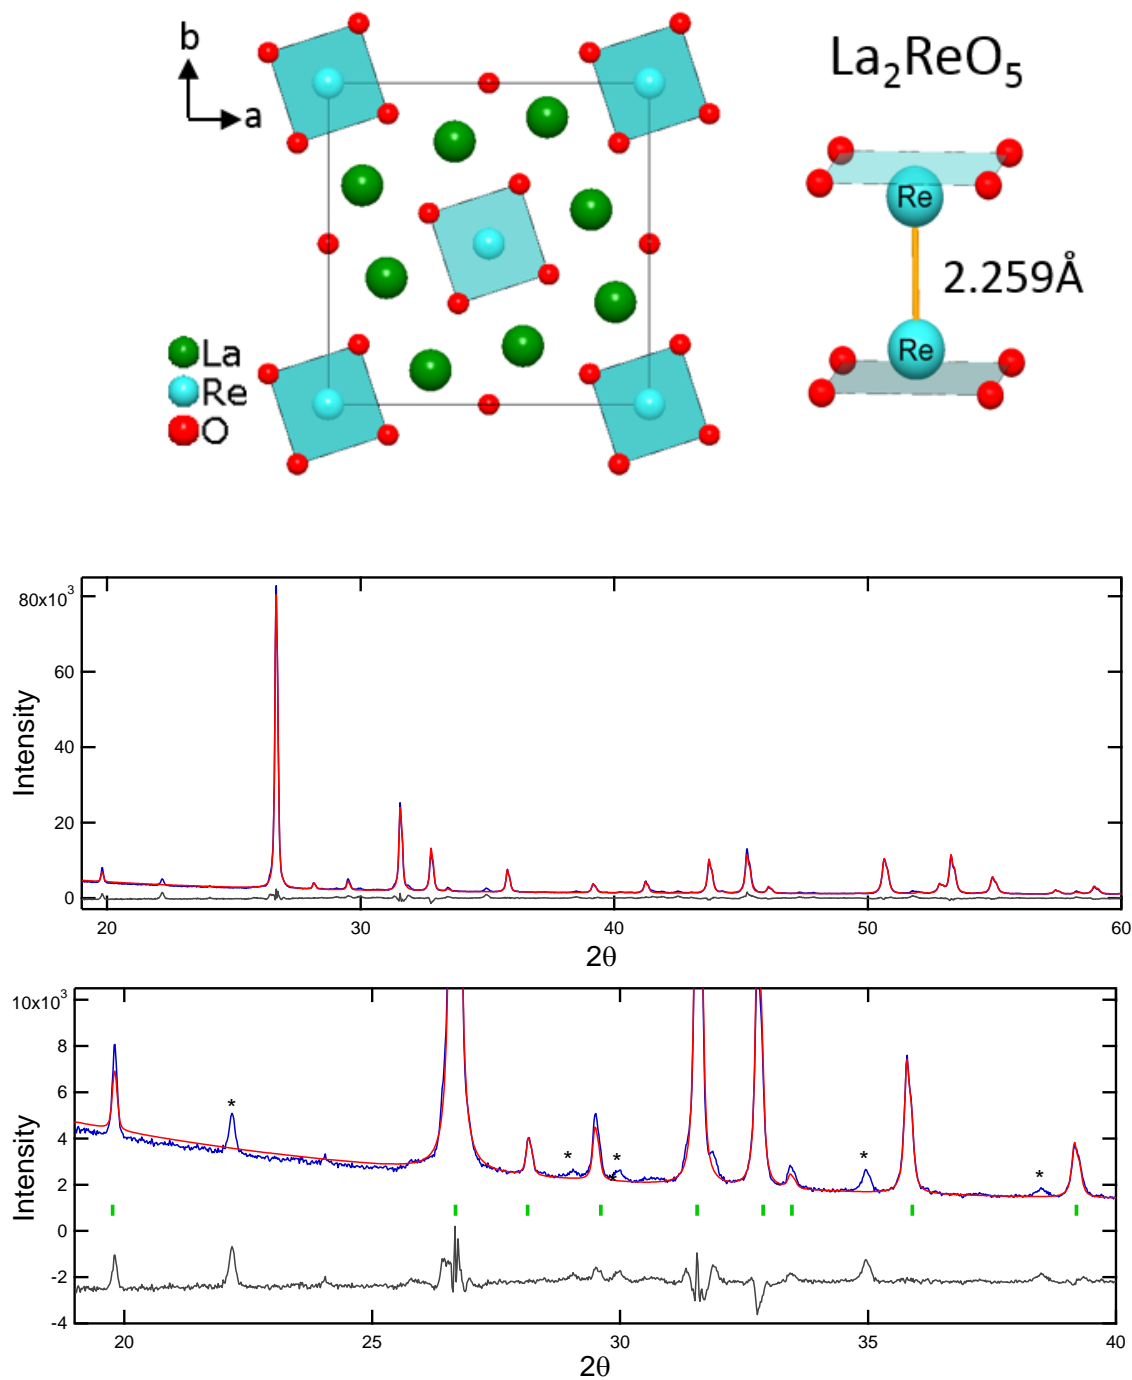 b
a
La
Re
O
La₂ReO₅
Re
2.259Å
Re
80x10³
60
40
20
0
Intensity
20 30 40 50 60
2θ
10x10³
8
6
4
2
0
-2
-4
Intensity
* * * * *
20 25 30 35 40
2θ